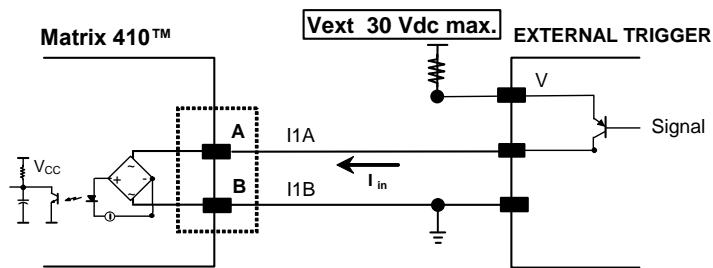 Vext 30 Vdc max.
Matrix 410™
EXTERNAL TRIGGER
V
A
I1A
Signal
VCC
I in
B
I1B
+
~
-
~
I